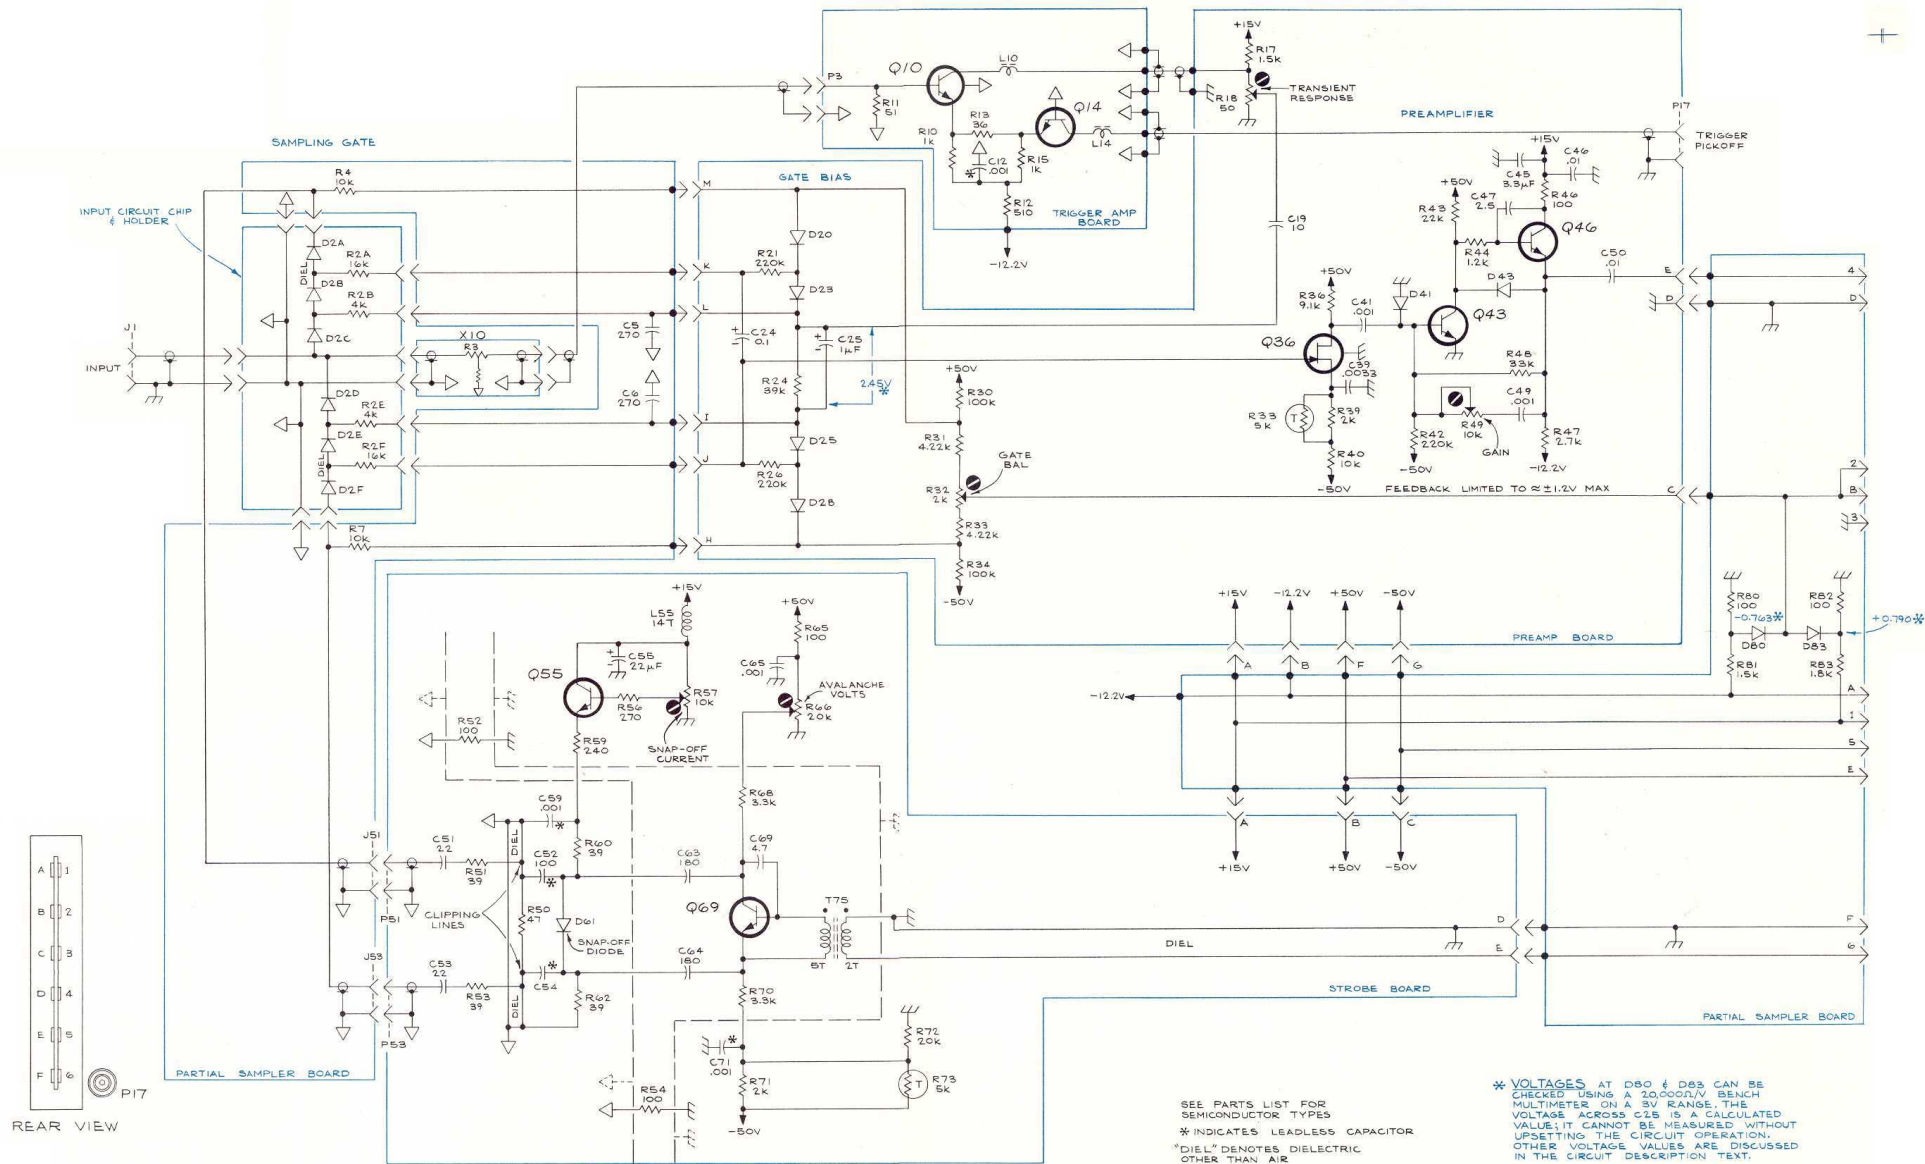 +15V
R17
1.5k
TRANSIENT
RESPONSE
R18
50
P3
Q10
L10
R11
51
R13
36
Q14
R10
1k
C12
.001
*
R15
1k
L14
R12
510
TRIGGER AMP
BOARD
-12.2V
PREAMPLIFIER
P17
TRIGGER
PICKOFF
SAMPLING GATE
R4
10k
M
GATE BIAS
INPUT CIRCUIT CHIP
& HOLDER
D2A
R2A
16k
DIEL
D2B
R2B
4k
D2C
K
R21
220k
D20
D23
L
C5
270
C6
270
C24
0.1
C25
1μF
R24
39k
2.45V
*
C19
10
J1
INPUT
X10
R3
D2D
R2E
4k
D2E
R2F
16k
DIEL
D2F
I
J
D25
R26
220k
D28
R7
10k
H
+50V
R30
100k
R31
4.22k
GATE
BAL
R32
2k
R33
4.22k
R34
100k
-50V
+50V
R36
9.1k
C41
.001
D41
Q36
C39
.0033
R33
5k
T
R39
2k
R40
10k
-50V
+50V
R43
22k
C47
2.5
R44
1.2k
D43
Q43
+15V
C46
.01
C45
3.3μF
R46
100
Q46
C50
.01
R48
33k
C49
.001
R49
10k
GAIN
R42
220k
-50V
R47
2.7k
-12.2V
FEEDBACK LIMITED TO ≈ ±1.2V MAX
E
D
C
4
D
2
B
3
R80
100
-0.763*
D80
R81
1.5k
R82
100
+0.790*
D83
R83
1.8k
+15V
-12.2V
+50V
-50V
PREAMP BOARD
A
B
F
G
-12.2V
A
1
5
E
A
B
C
+15V
+50V
-50V
+15V
L55
14T
Q55
C55
22μF
R56
270
R57
10k
SNAP-OFF
CURRENT
R59
240
R52
100
+50V
R65
100
C65
.001
AVALANCHE
VOLTS
R66
20k
R68
3.3k
C59
.001
*
R60
39
C69
4.7
DIEL
C52
100
*
C63
180
J51
C51
22
R51
39
P51
CLIPPING
LINES
R50
47
D61
SNAP-OFF
DIODE
Q69
T75
5T
2T
C64
180
J53
C53
22
R53
39
P53
C54
*
DIEL
R62
39
R70
3.3k
C71
.001
*
R71
2k
-50V
R72
20k
R73
5k
T
R54
100
DIEL
D
E
F
6
STROBE BOARD
PARTIAL SAMPLER BOARD
PARTIAL SAMPLER BOARD
A
1
B
2
C
3
D
4
E
5
F
6
P17
REAR VIEW
SEE PARTS LIST FOR
SEMICONDUCTOR TYPES
* INDICATES LEADLESS CAPACITOR
"DIEL" DENOTES DIELECTRIC
OTHER THAN AIR
* VOLTAGES AT D80 & D83 CAN BE
CHECKED USING A 20,000Ω/V BENCH
MULTIMETER ON A 3V RANGE. THE
VOLTAGE ACROSS C25 IS A CALCULATED
VALUE; IT CANNOT BE MEASURED WITHOUT
UPSETTING THE CIRCUIT OPERATION.
OTHER VOLTAGE VALUES ARE DISCUSSED
IN THE CIRCUIT DESCRIPTION TEXT.